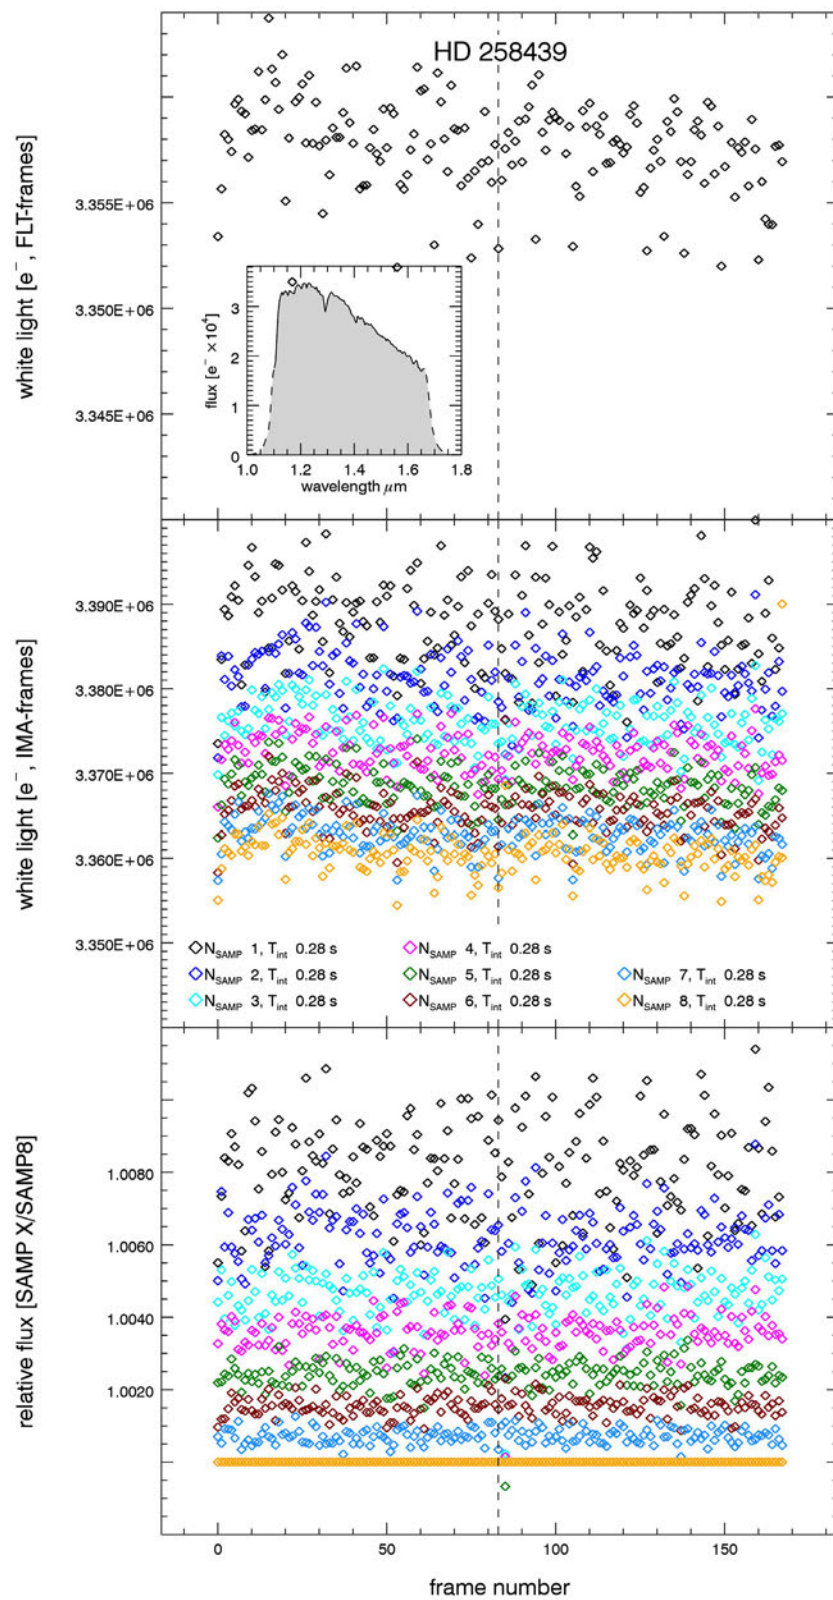 HD 258439
white light [e⁻, FLT-frames]
3.355E+06
3.350E+06
3.345E+06
flux [e⁻ ×10⁴]
3
2
1
0
1.0 1.2 1.4 1.6 1.8
wavelength μm
white light [e⁻, IMA-frames]
3.390E+06
3.380E+06
3.370E+06
3.360E+06
3.350E+06
N_SAMP 1, T_int 0.28 s N_SAMP 4, T_int 0.28 s
N_SAMP 2, T_int 0.28 s N_SAMP 5, T_int 0.28 s N_SAMP 7, T_int 0.28 s
N_SAMP 3, T_int 0.28 s N_SAMP 6, T_int 0.28 s N_SAMP 8, T_int 0.28 s
relative flux [SAMP X/SAMP8]
1.0080
1.0060
1.0040
1.0020
0 50 100 150
frame number